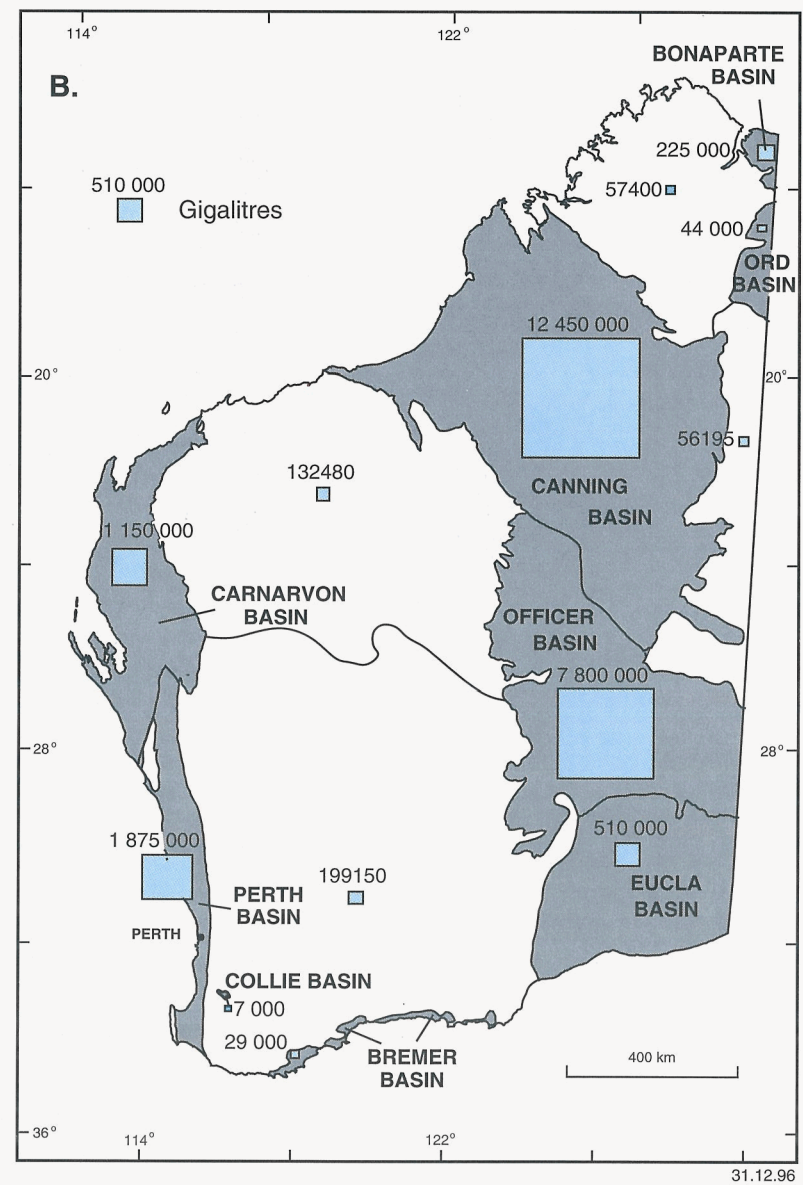 114°
122°
B.
BONAPARTE
BASIN
225 000
510 000
Gigalitres
57400
44 000
ORD
BASIN
12 450 000
20°
20°
56195
132480
CANNING
BASIN
1 150 000
CARNARVON
BASIN
OFFICER
BASIN
7 800 000
28°
28°
510 000
1 875 000
EUCLA
BASIN
199150
PERTH
BASIN
PERTH
COLLIE BASIN
7 000
29 000
BREMER
BASIN
400 km
36°
114°
122°
31.12.96